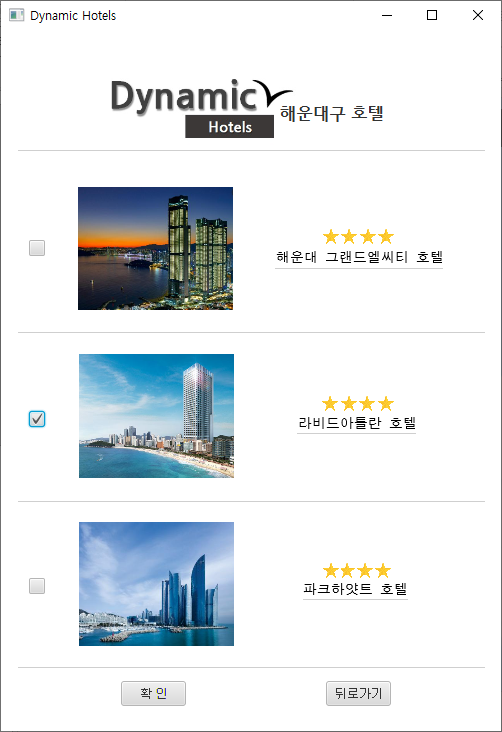 Dynamic Hotels
Dynamic
Hotels
해운대구 호텔
해운대 그랜드엘씨티 호텔
라비드아틀란 호텔
파크하얏트 호텔
확 인
뒤로가기